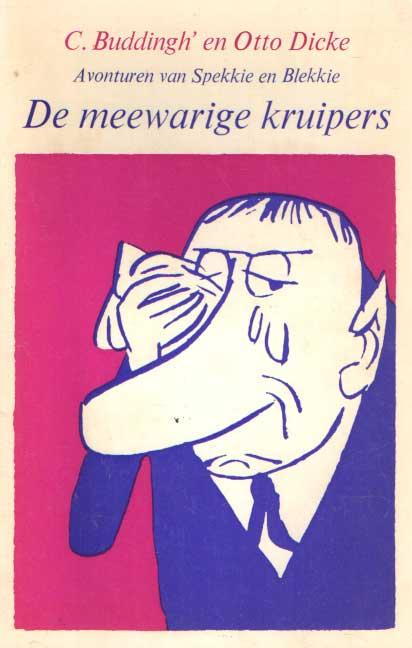 C. Buddingh' en Otto Dicke
Avonturen van Spekkie en Blekkie
De meewarige kruipers